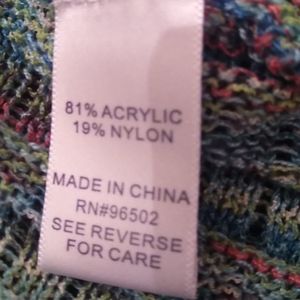 81% ACRYLIC
19% NYLON
MADE IN CHINA
RN#96502
SEE REVERSE
FOR CARE